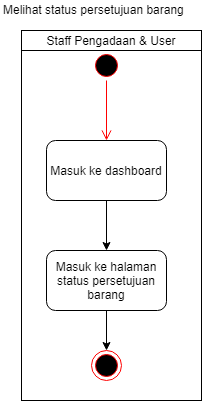 Melihat status persetujuan barang
Staff Pengadaan & User
Masuk ke dashboard
Masuk ke halaman
status persetujuan
barang